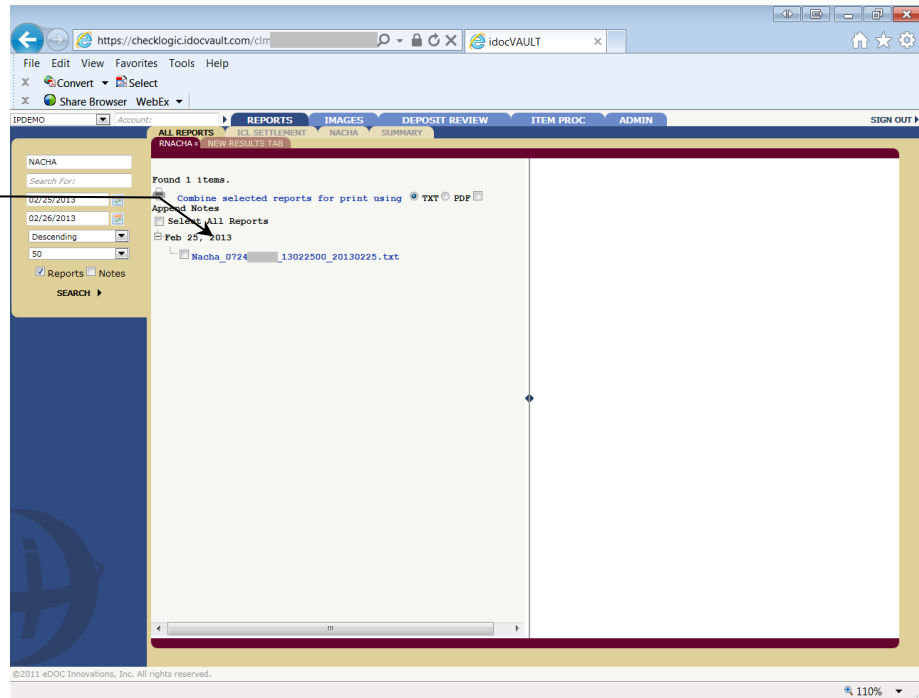 https://checklogic.idocvault.com/clm
idocVAULT
File Edit View Favorites Tools Help
x Convert Select
x Share Browser WebEx
IPDEMO Account: REPORTS IMAGES DEPOSIT REVIEW ITEM PROC ADMIN SIGN OUT
ALL REPORTS ICL SETTLEMENT NACHA SUMMARY
RNACHA × NEW RESULTS TAB
NACHA
Search For:
02/25/2013
02/26/2013
Descending
50
Reports Notes
SEARCH
Found 1 items.
Combine selected reports for print using TXT PDF
Append Notes
Select All Reports
Feb 25, 2013
Nacha_0724 _13022500_20130225.txt
©2011 eDOC Innovations, Inc. All rights reserved.
110%